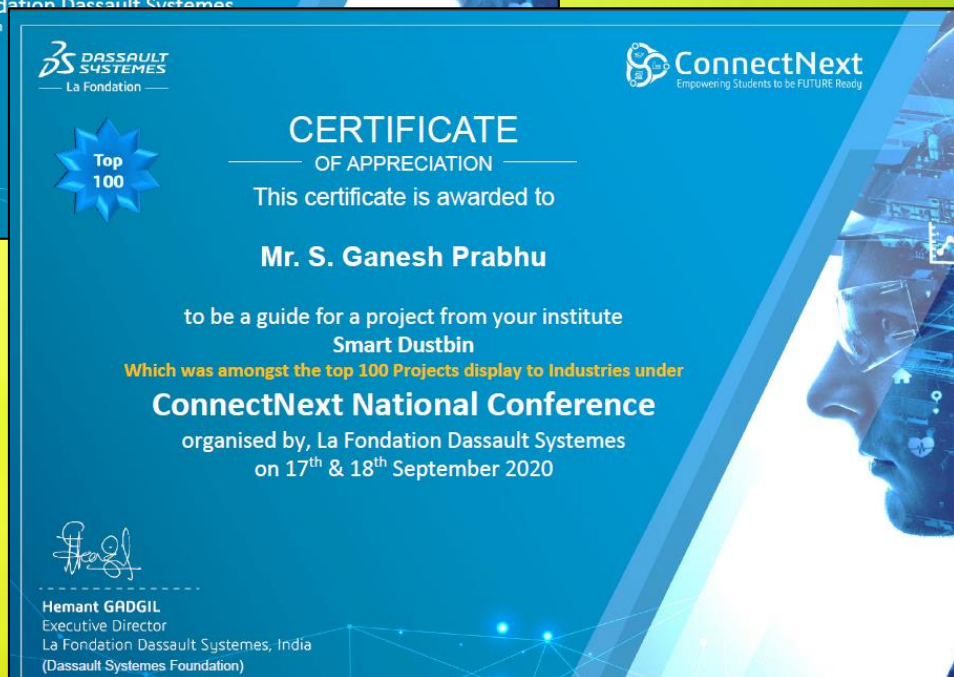 dation Dassault Systemes
DASSAULT
SYSTEMES
La Fondation
ConnectNext
Empowering Students to be FUTURE Ready
Top
100
CERTIFICATE
OF APPRECIATION
This certificate is awarded to
Mr. S. Ganesh Prabhu
to be a guide for a project from your institute
Smart Dustbin
Which was amongst the top 100 Projects display to Industries under
ConnectNext National Conference
organised by, La Fondation Dassault Systemes
on 17th & 18th September 2020
Hemant GADGIL
Executive Director
La Fondation Dassault Systemes, India
(Dassault Systemes Foundation)